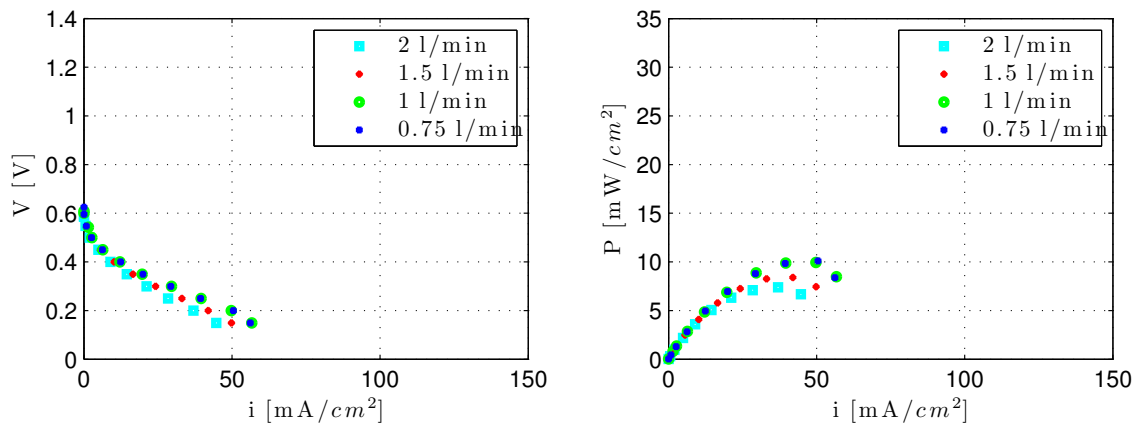 1.4
1.2
1
0.8
0.6
0.4
0.2
0
V [V]
0
50
100
150
i [mA/cm²]
2 l/min
1.5 l/min
1 l/min
0.75 l/min
35
30
25
20
15
10
5
0
P [mW/cm²]
0
50
100
150
i [mA/cm²]
2 l/min
1.5 l/min
1 l/min
0.75 l/min